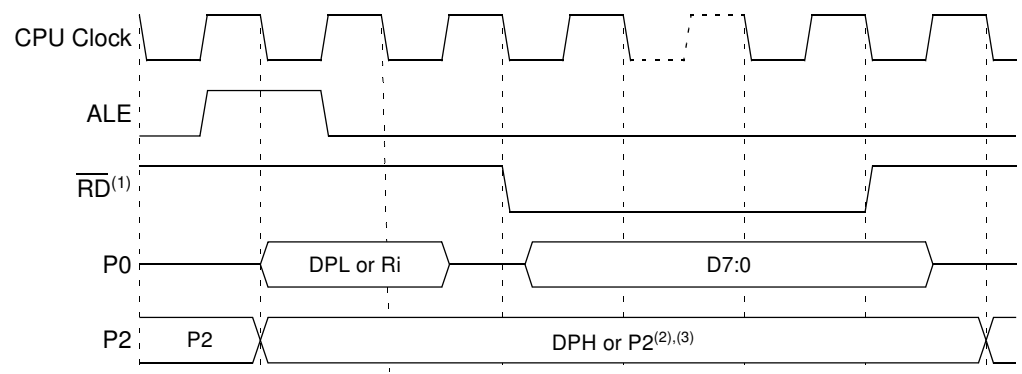 CPU Clock
ALE
RD(1)
P0 DPL or Ri D7:0
P2 P2 DPH or P2(2),(3)